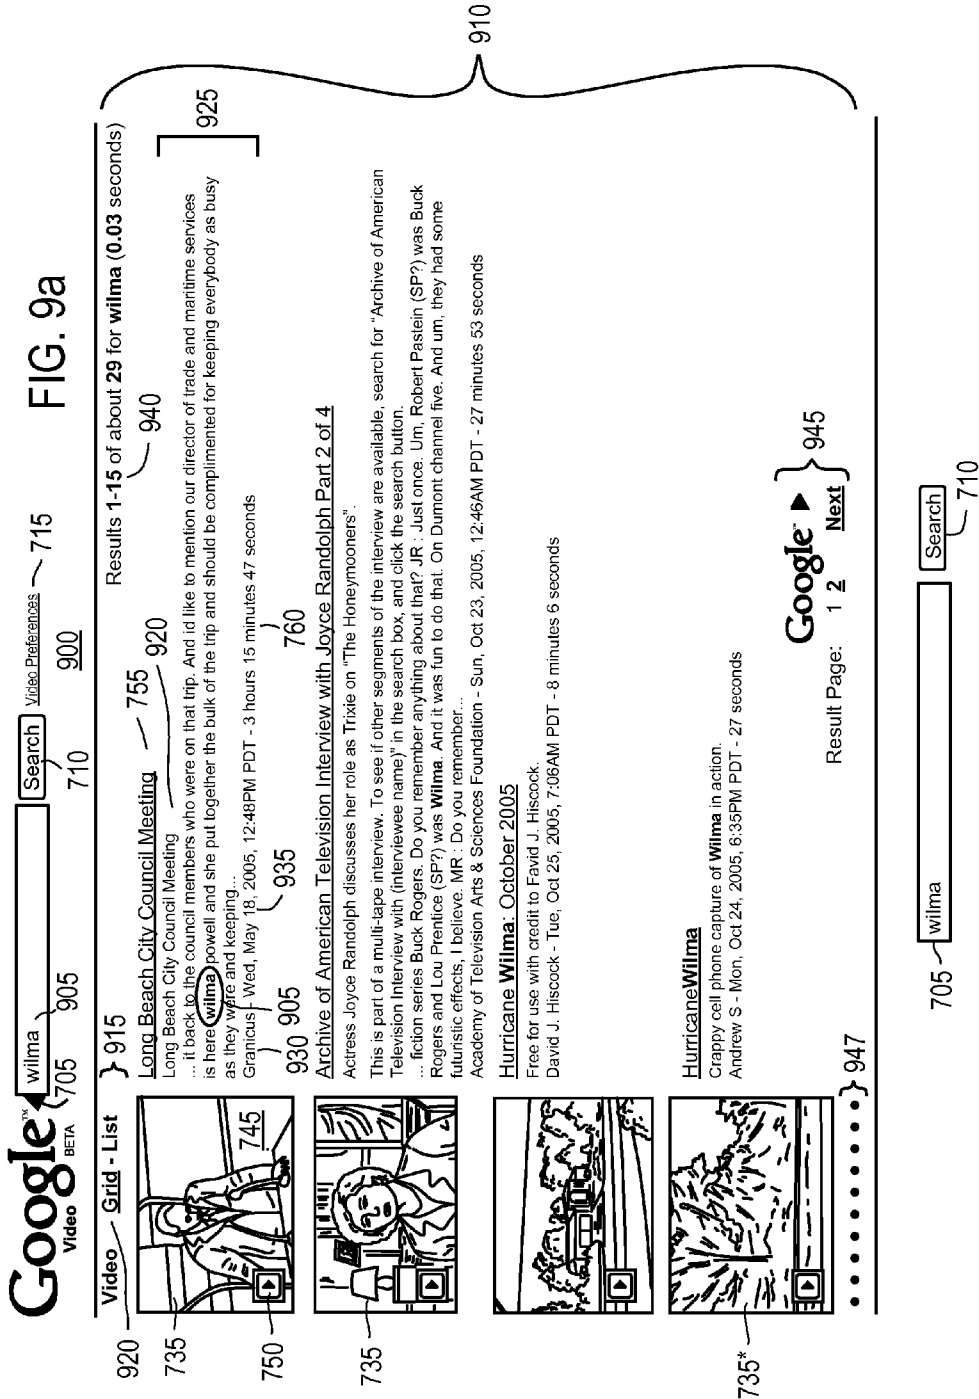 FIG. 9a
Google™
Video BETA
wilma
Search
Video Preferences
715
900
705
905
710
920
Video Grid - List
915
Results 1-15 of about 29 for wilma (0.03 seconds)
940
910
735
750
745
Long Beach City Council Meeting
755
920
Long Beach City Council Meeting
... it back to the council members who were on that trip. And id like to mention our director of trade and maritime services
is here wilma powell and she put together the bulk of the trip and should be complimented for keeping everybody as busy
as they were and keeping...
Granicus - Wed, May 18, 2005, 12:48PM PDT - 3 hours 15 minutes 47 seconds
925
930
905
935
760
735
Archive of American Television Interview with Joyce Randolph Part 2 of 4
Actress Joyce Randolph discusses her role as Trixie on "The Honeymooners".
This is part of a multi-tape interview. To see if other segments of the interview are available, search for "Archive of American
Television Interview with (interviewee name)" in the search box, and click the search button.
... fiction series Buck Rogers. Do you remember anything about that? JR : Just once. Um, Robert Pastein (SP?) was Buck
Rogers and Lou Prentice (SP?) was Wilma. And it was fun to do that. On Dumont channel five. And um, they had some
futuristic effects, I believe. MR : Do you remember...
Academy of Television Arts & Sciences Foundation - Sun, Oct 23, 2005, 12:46AM PDT - 27 minutes 53 seconds
Hurricane Wilma: October 2005
Free for use with credit to Favid J. Hiscock.
David J. Hiscock - Tue, Oct 25, 2005, 7:06AM PDT - 8 minutes 6 seconds
735*
HurricaneWilma
Crappy cell phone capture of Wilma in action.
Andrew S - Mon, Oct 24, 2005, 6:35PM PDT - 27 seconds
Google™
Result Page: 1 2 Next
945
947
705
wilma
Search
710